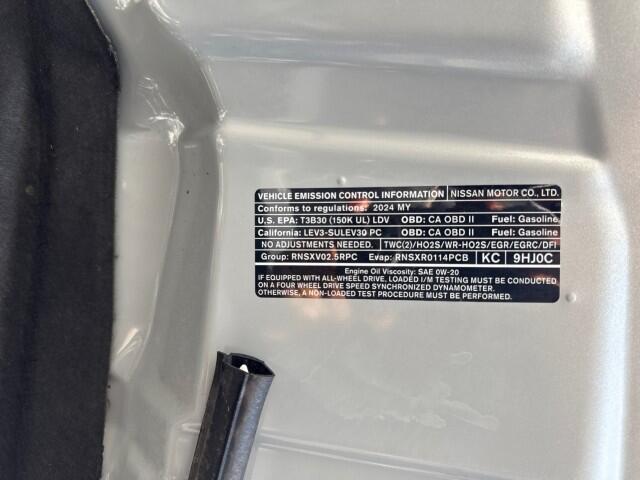 VEHICLE EMISSION CONTROL INFORMATION NISSAN MOTOR CO., LTD.
Conforms to regulations: 2024 MY
U.S. EPA: T3B30 (150K UL) LDV OBD: CA OBD II Fuel: Gasoline
California: LEV3-SULEV30 PC OBD: CA OBD II Fuel: Gasoline
NO ADJUSTMENTS NEEDED. TWC(2)/HO2S/WR-HO2S/EGR/EGRC/DFI
Group: RNSXV02.5RPC Evap: RNSXR0114PCB KC 9HJ0C
Engine Oil Viscosity: SAE 0W-20
IF EQUIPPED WITH ALL-WHEEL DRIVE, LOADED I/M TESTING MUST BE CONDUCTED
ON A FOUR WHEEL DRIVE SPEED SYNCHRONIZED DYNAMOMETER.
OTHERWISE, A NON-LOADED TEST PROCEDURE MUST BE PERFORMED.